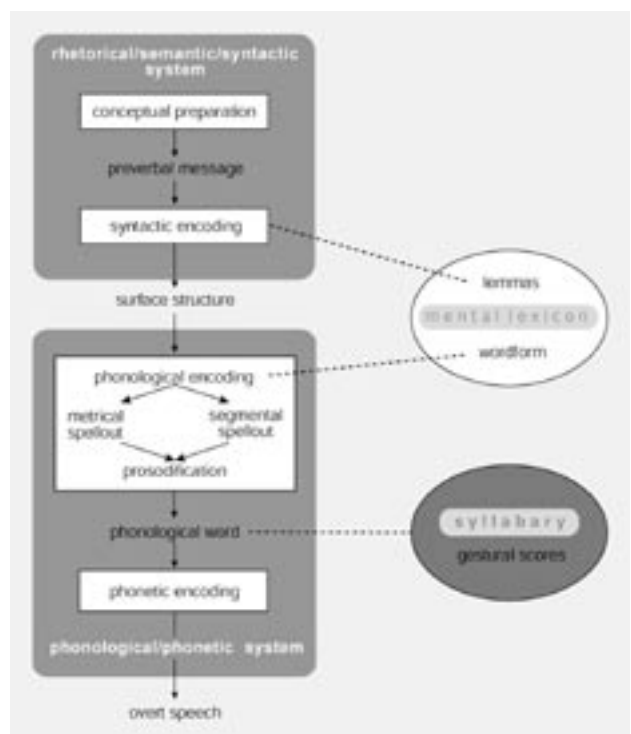 rhetorical/semantic/syntactic
system
conceptual preparation
preverbal message
syntactic encoding
lemmas
surface structure
mental lexicon
wordform
phonological encoding
metrical
spellout
segmental
spellout
prosodification
syllabary
phonological word
gestural scores
phonetic encoding
phonological/phonetic system
overt speech